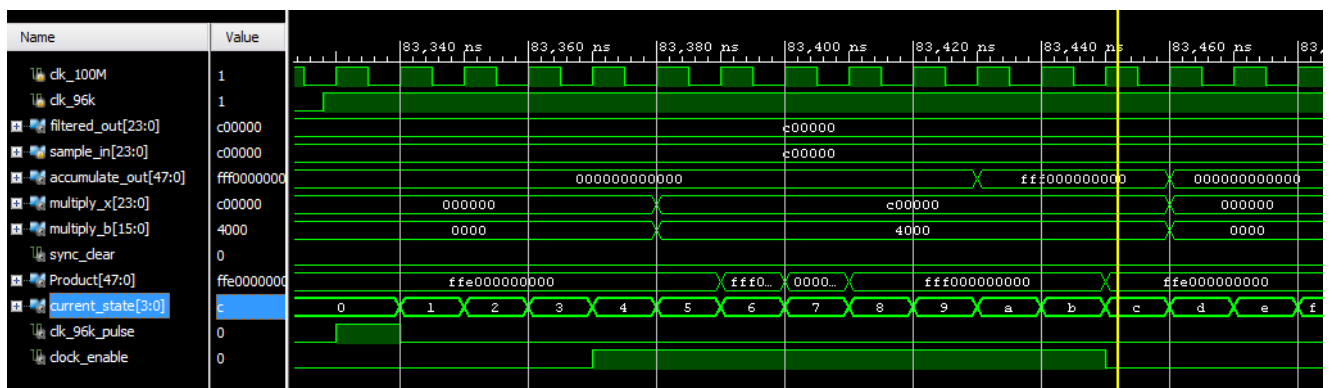 Name Value
83,340 ns 83,360 ns 83,380 ns 83,400 ns 83,420 ns 83,440 ns 83,460 ns 83,
clk_100M 1
clk_96k 1
filtered_out[23:0] c00000 c00000
sample_in[23:0] c00000 c00000
accumulate_out[47:0] fff0000000 000000000000 fff000000000 000000000000
multiply_x[23:0] c00000 000000 c00000 000000
multiply_b[15:0] 4000 0000 4000 0000
sync_clear 0
Product[47:0] ffe0000000 ffe000000000 fff0... 0000... fff000000000 ffe000000000
current_state[3:0] c 0 1 2 3 4 5 6 7 8 9 a b c d e f
clk_96k_pulse 0
clock_enable 0